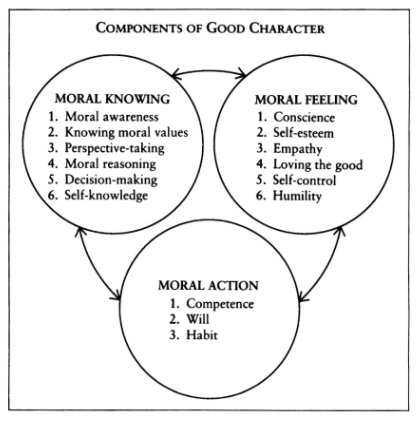 COMPONENTS OF GOOD CHARACTER
MORAL KNOWING
1. Moral awareness
2. Knowing moral values
3. Perspective-taking
4. Moral reasoning
5. Decision-making
6. Self-knowledge
MORAL FEELING
1. Conscience
2. Self-esteem
3. Empathy
4. Loving the good
5. Self-control
6. Humility
MORAL ACTION
1. Competence
2. Will
3. Habit